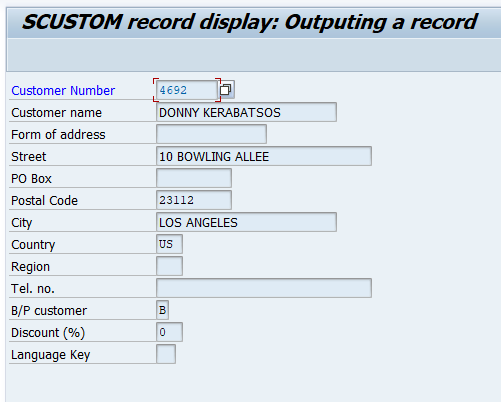 SCUSTOM record display: Outputing a record
Customer Number 4692
Customer name DONNY KERABATSOS
Form of address
Street 10 BOWLING ALLEE
PO Box
Postal Code 23112
City LOS ANGELES
Country US
Region
Tel. no.
B/P customer B
Discount (%) 0
Language Key